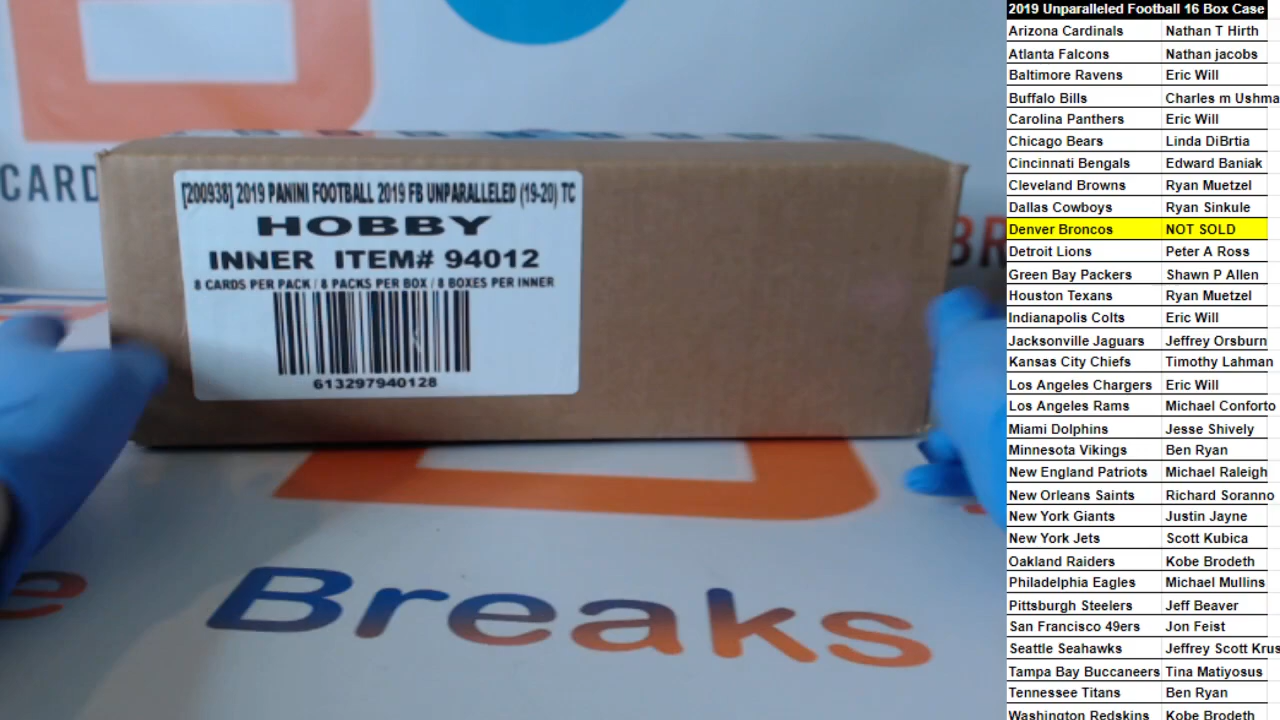 CARD
BR
[200938] 2019 PANINI FOOTBALL 2019 FB UNPARALLELED (19-20) TC
HOBBY
INNER ITEM# 94012
8 CARDS PER PACK / 8 PACKS PER BOX / 8 BOXES PER INNER
613297940128
e Breaks
2019 Unparalleled Football 16 Box Case
Arizona Cardinals Nathan T Hirth
Atlanta Falcons Nathan jacobs
Baltimore Ravens Eric Will
Buffalo Bills Charles m Ushma
Carolina Panthers Eric Will
Chicago Bears Linda DiBrtia
Cincinnati Bengals Edward Baniak
Cleveland Browns Ryan Muetzel
Dallas Cowboys Ryan Sinkule
Denver Broncos NOT SOLD
Detroit Lions Peter A Ross
Green Bay Packers Shawn P Allen
Houston Texans Ryan Muetzel
Indianapolis Colts Eric Will
Jacksonville Jaguars Jeffrey Orsburn
Kansas City Chiefs Timothy Lahman
Los Angeles Chargers Eric Will
Los Angeles Rams Michael Conforto
Miami Dolphins Jesse Shively
Minnesota Vikings Ben Ryan
New England Patriots Michael Raleigh
New Orleans Saints Richard Soranno
New York Giants Justin Jayne
New York Jets Scott Kubica
Oakland Raiders Kobe Brodeth
Philadelphia Eagles Michael Mullins
Pittsburgh Steelers Jeff Beaver
San Francisco 49ers Jon Feist
Seattle Seahawks Jeffrey Scott Krus
Tampa Bay Buccaneers Tina Matiyosus
Tennessee Titans Ben Ryan
Washington Redskins Kobe Brodeth